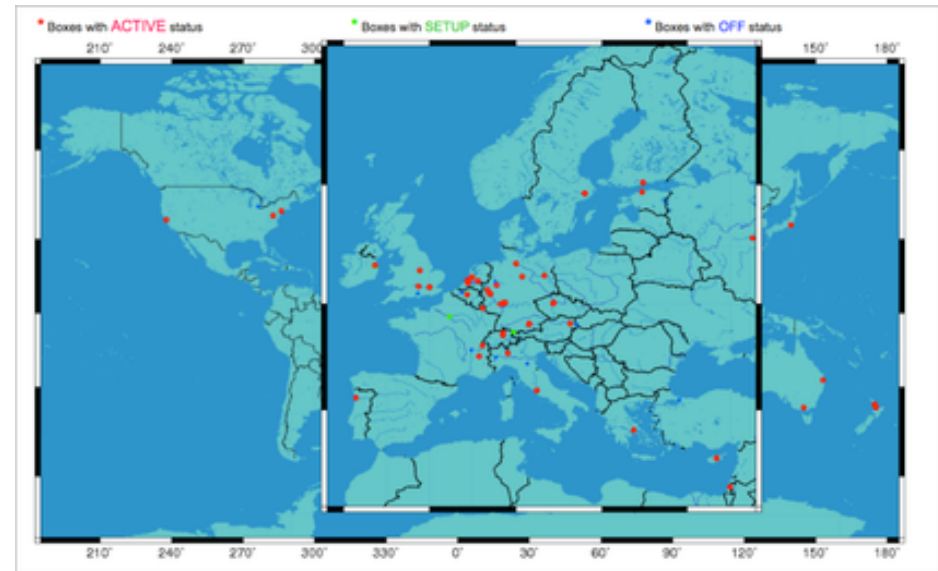 Boxes with ACTIVE status
Boxes with SETUP status
Boxes with OFF status
210° 240° 270° 300° 150° 180°
210° 240° 270° 300° 330° 0° 30° 60° 90° 120° 150° 180°